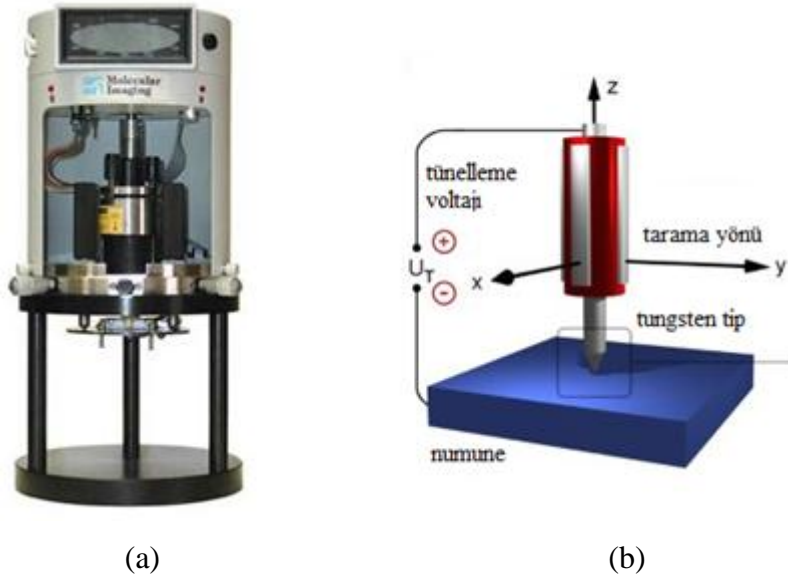 Molecular
Imaging
z
tünelleme
voltajı
+
tarama yönü
U_T
x
y
−
tungsten tip
numune
(a)
(b)